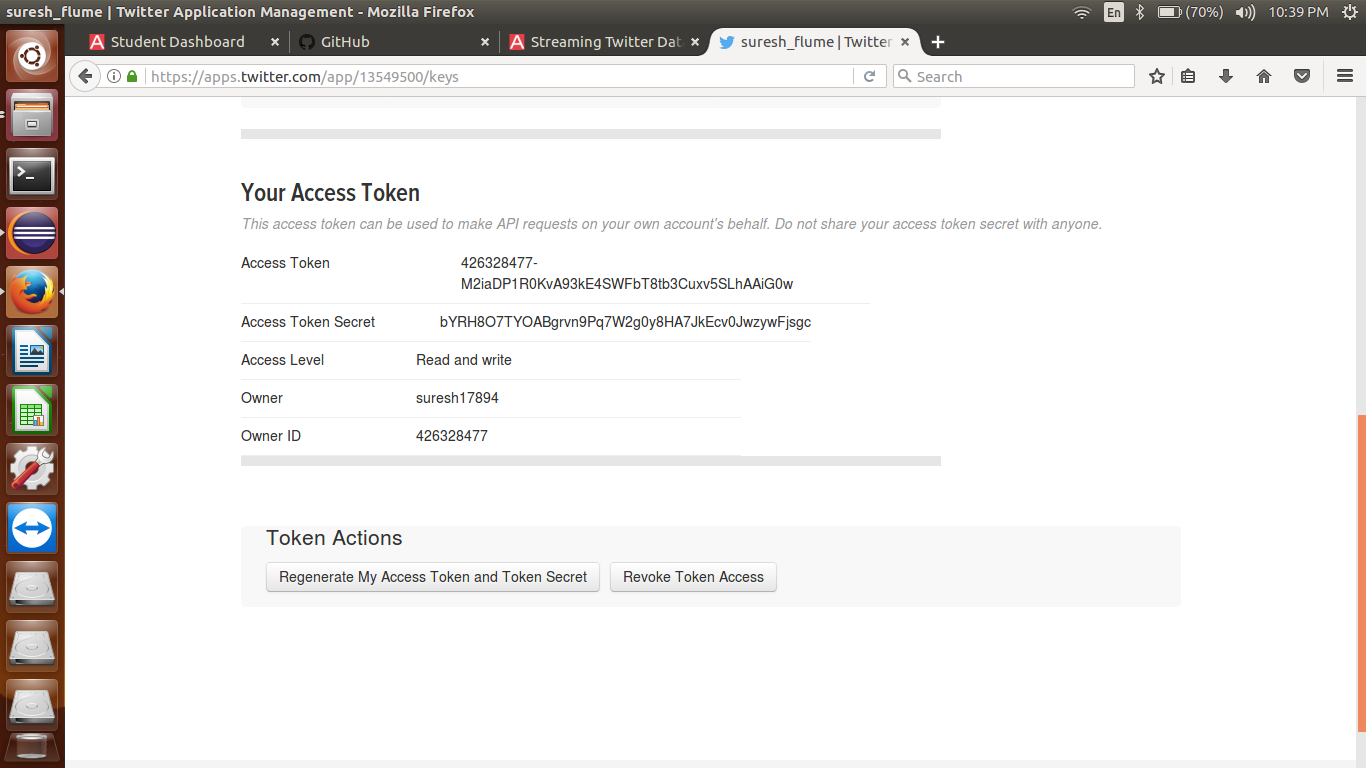 suresh_flume | Twitter Application Management - Mozilla Firefox
En
(70%)
10:39 PM
Student Dashboard
GitHub
Streaming Twitter Dat
suresh_flume | Twitter
https://apps.twitter.com/app/13549500/keys
Search
Your Access Token
This access token can be used to make API requests on your own account's behalf. Do not share your access token secret with anyone.
Access Token
426328477-
M2iaDP1R0KvA93kE4SWFbT8tb3Cuxv5SLhAAiG0w
Access Token Secret
bYRH8O7TYOABgrvn9Pq7W2g0y8HA7JkEcv0JwzywFjsgc
Access Level
Read and write
Owner
suresh17894
Owner ID
426328477
Token Actions
Regenerate My Access Token and Token Secret
Revoke Token Access